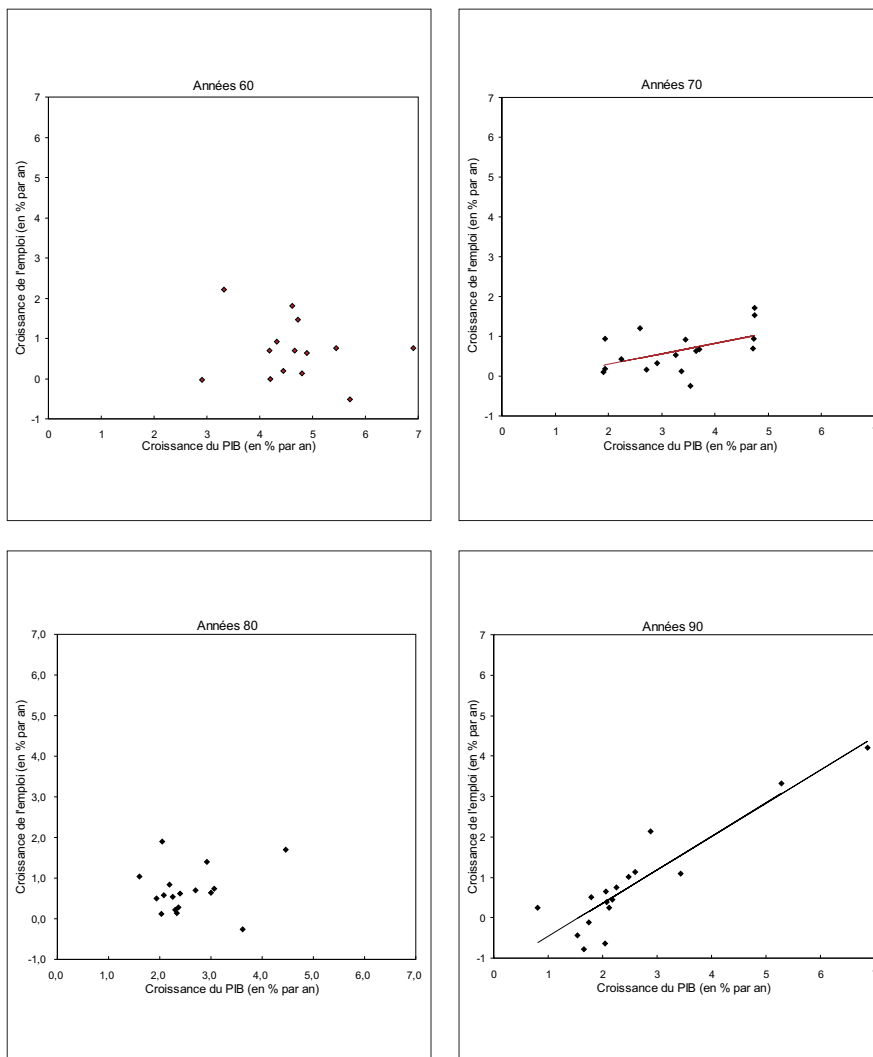 Années 60
7
6
5
4
3
2
1
0
-1
Croissance de l'emploi (en % par an)
0 1 2 3 4 5 6 7
Croissance du PIB (en % par an)
Années 70
7
6
5
4
3
2
1
0
-1
Croissance de l'emploi (en % par an)
0 1 2 3 4 5 6
Croissance du PIB (en % par an)
Années 80
7,0
6,0
5,0
4,0
3,0
2,0
1,0
0,0
-1,0
Croissance de l'emploi (en % par an)
0,0 1,0 2,0 3,0 4,0 5,0 6,0 7,0
Croissance du PIB (en % par an)
Années 90
7
6
5
4
3
2
1
0
-1
Croissance de l'emploi (en % par an)
0 1 2 3 4 5 6
Croissance du PIB (en % par an)